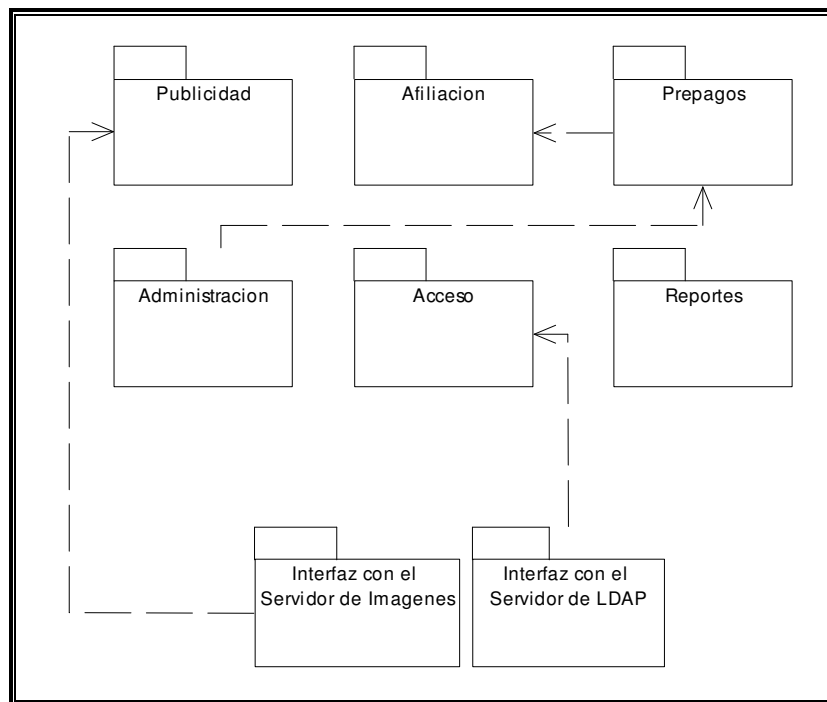 Publicidad
Afiliacion
Prepagos
Administracion
Acceso
Reportes
Interfaz con el
Servidor de Imagenes
Interfaz con el
Servidor de LDAP